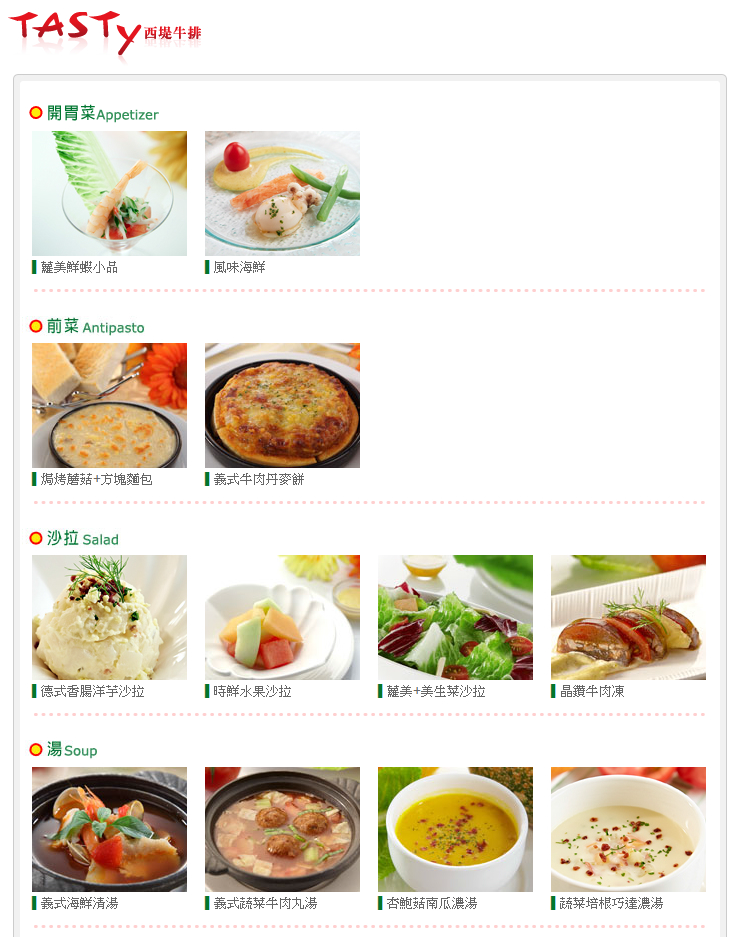 TASTy 西堤牛排
開胃菜Appetizer
蘿美鮮蝦小品
風味海鮮
前菜 Antipasto
焗烤蘑菇+方塊麵包
義式牛肉丹麥餅
沙拉 Salad
德式香腸洋芋沙拉
時鮮水果沙拉
蘿美+美生菜沙拉
晶鑽牛肉凍
湯Soup
義式海鮮清湯
義式蔬菜牛肉丸湯
杏鮑菇南瓜濃湯
蔬菜培根巧達濃湯